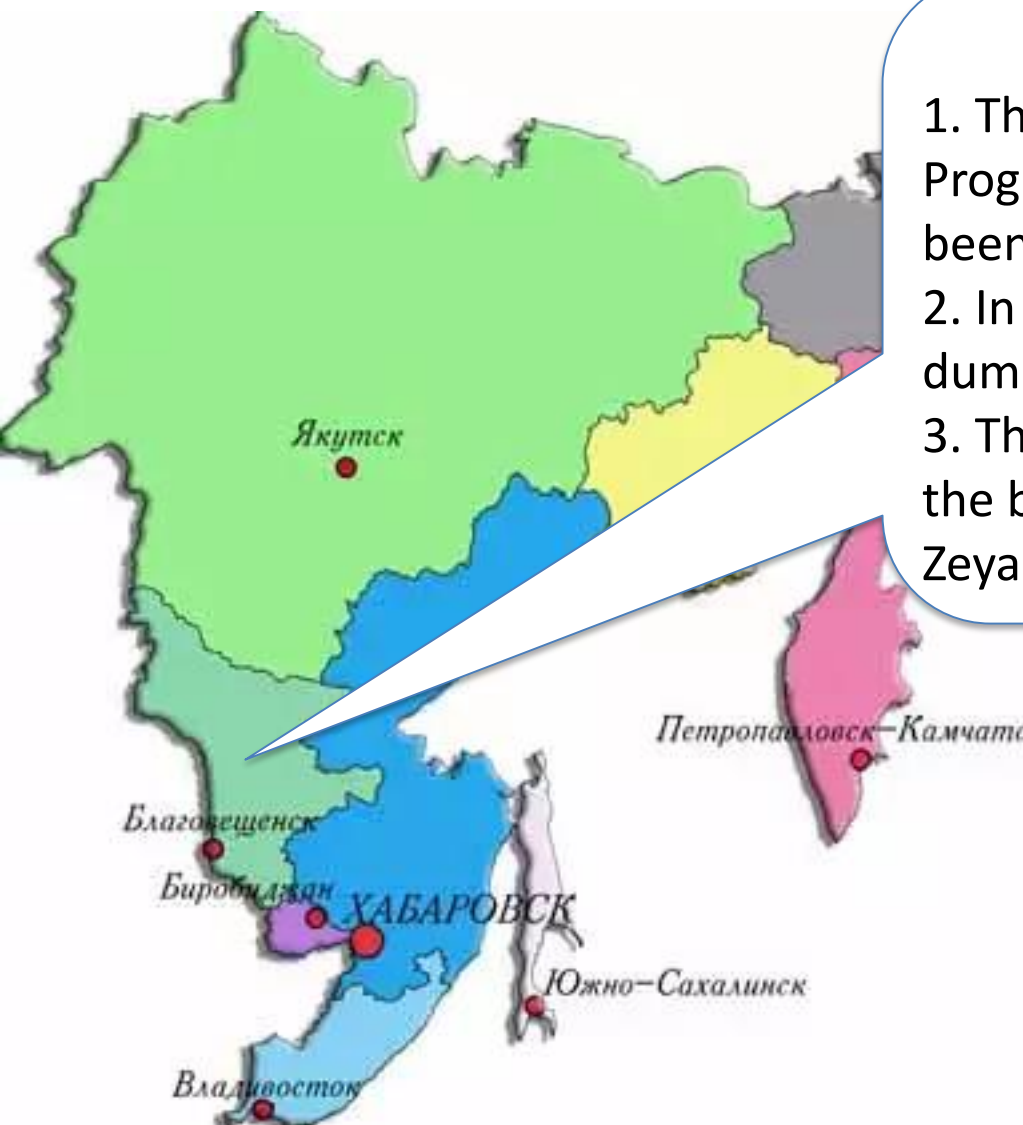 1. Th
Prog
been
2. In
dum
3. Th
the b
Zeya
Якутск
Петропавловск-Камчатс
Благовещенск
Биробиджан
ХАБАРОВСК
Южно-Сахалинск
Владивосток